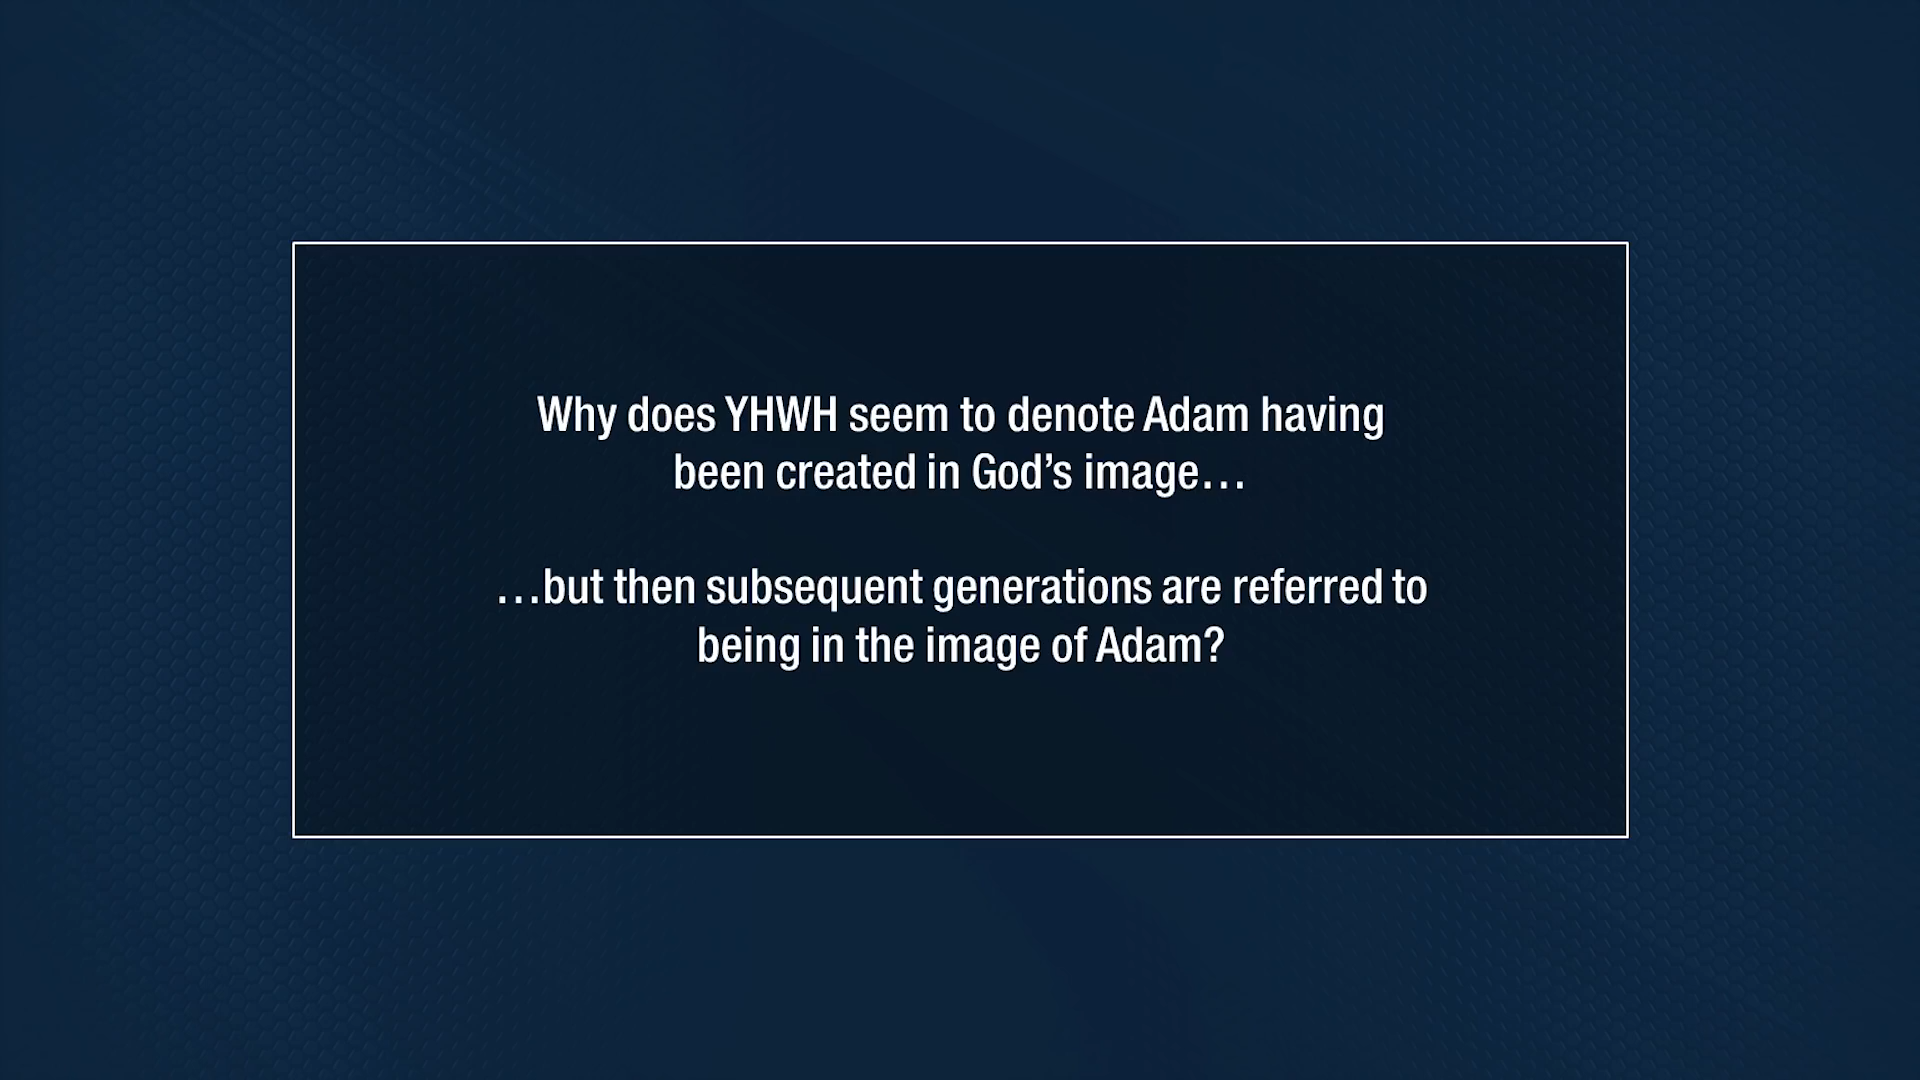 Why does YHWH seem to denote Adam having
been created in God’s image…
…but then subsequent generations are referred to
being in the image of Adam?